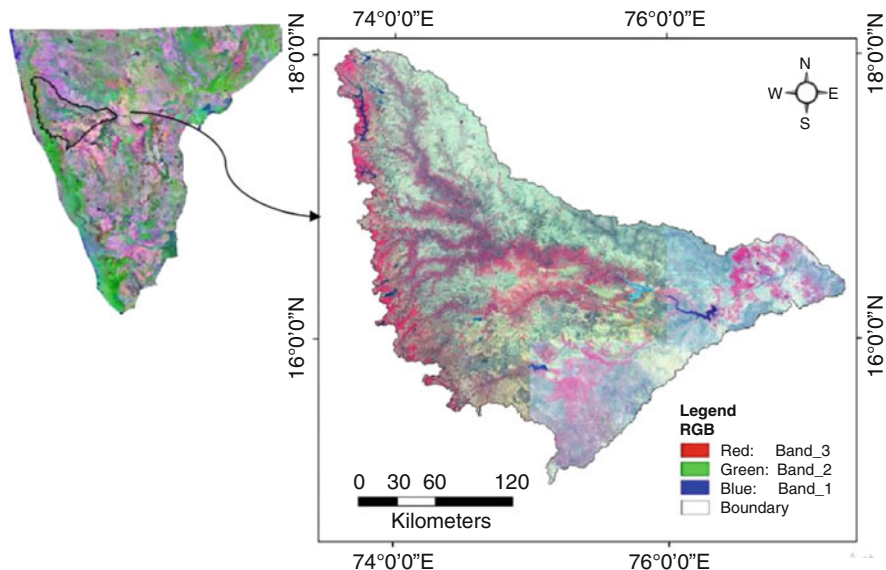 74°0'0"E 76°0'0"E
18°0'0"N 18°0'0"N
N
W E
S
16°0'0"N 16°0'0"N
Legend
RGB
Red: Band_3
Green: Band_2
Blue: Band_1
Boundary
0 30 60 120
Kilometers
74°0'0"E 76°0'0"E